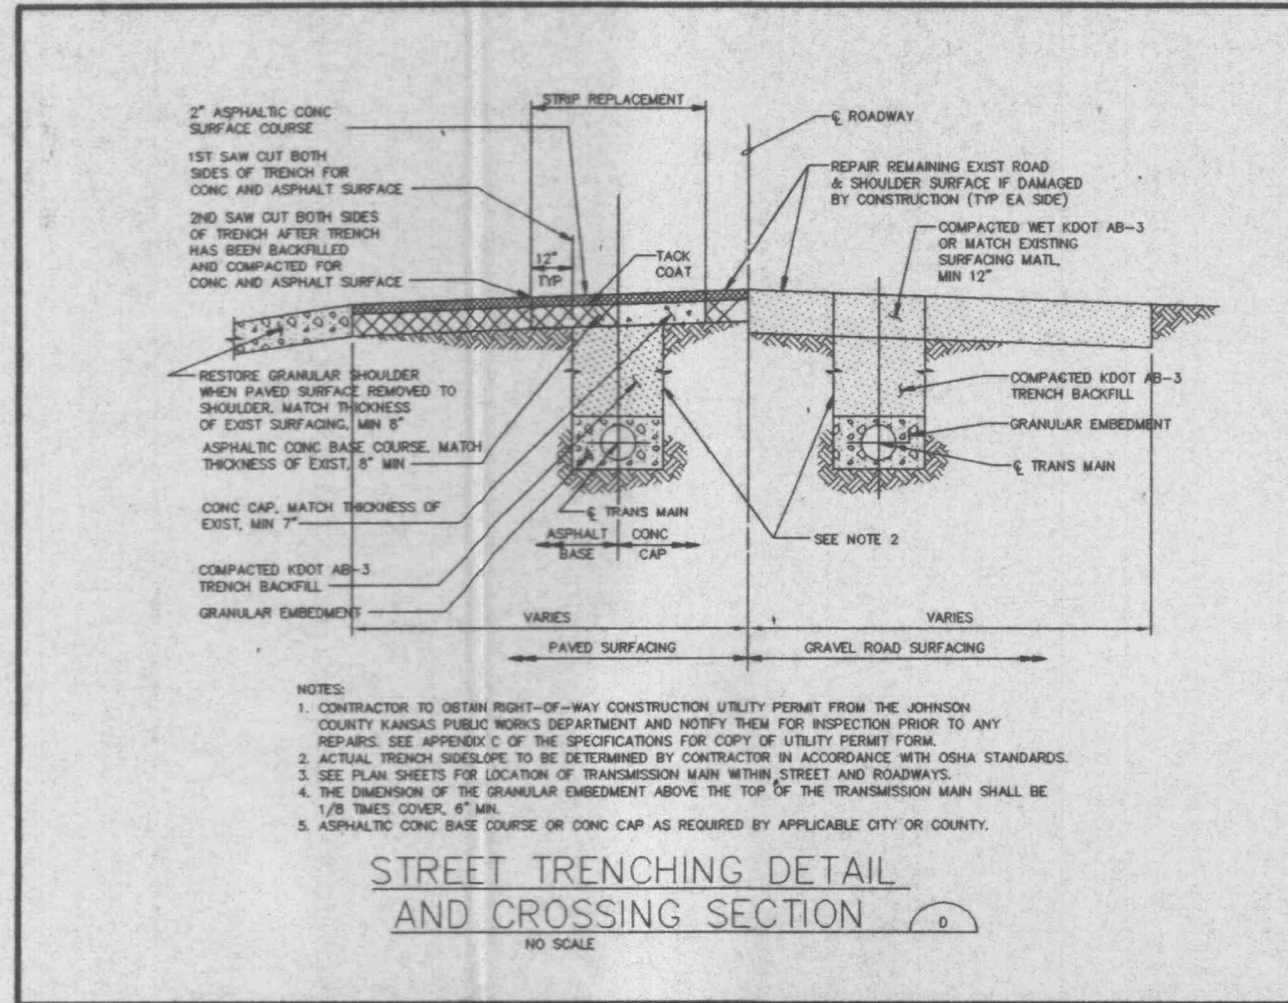 STRIP REPLACEMENT
2" ASPHALTIC CONC
SURFACE COURSE
1ST SAW CUT BOTH
SIDES OF TRENCH FOR
CONC AND ASPHALT SURFACE
2ND SAW CUT BOTH SIDES
OF TRENCH AFTER TRENCH
HAS BEEN BACKFILLED
AND COMPACTED FOR
CONC AND ASPHALT SURFACE
12"
TYP
TACK
COAT
℄ ROADWAY
REPAIR REMAINING EXIST ROAD
& SHOULDER SURFACE IF DAMAGED
BY CONSTRUCTION (TYP EA SIDE)
COMPACTED WET KDOT AB-3
OR MATCH EXISTING
SURFACING MATL,
MIN 12"
RESTORE GRANULAR SHOULDER
WHEN PAVED SURFACE REMOVED TO
SHOULDER, MATCH THICKNESS
OF EXIST SURFACING, MIN 8"
ASPHALTIC CONC BASE COURSE, MATCH
THICKNESS OF EXIST, 8" MIN
CONC CAP, MATCH THICKNESS OF
EXIST, MIN 7"
COMPACTED KDOT AB-3
TRENCH BACKFILL
GRANULAR EMBEDMENT
℄ TRANS MAIN
ASPHALT
BASE
CONC
CAP
COMPACTED KDOT AB-3
TRENCH BACKFILL
GRANULAR EMBEDMENT
℄ TRANS MAIN
SEE NOTE 2
VARIES
VARIES
PAVED SURFACING
GRAVEL ROAD SURFACING
NOTES:
1. CONTRACTOR TO OBTAIN RIGHT-OF-WAY CONSTRUCTION UTILITY PERMIT FROM THE JOHNSON
COUNTY KANSAS PUBLIC WORKS DEPARTMENT AND NOTIFY THEM FOR INSPECTION PRIOR TO ANY
REPAIRS. SEE APPENDIX C OF THE SPECIFICATIONS FOR COPY OF UTILITY PERMIT FORM.
2. ACTUAL TRENCH SIDESLOPE TO BE DETERMINED BY CONTRACTOR IN ACCORDANCE WITH OSHA STANDARDS.
3. SEE PLAN SHEETS FOR LOCATION OF TRANSMISSION MAIN WITHIN STREET AND ROADWAYS.
4. THE DIMENSION OF THE GRANULAR EMBEDMENT ABOVE THE TOP OF THE TRANSMISSION MAIN SHALL BE
1/8 TIMES COVER, 6" MIN.
5. ASPHALTIC CONC BASE COURSE OR CONC CAP AS REQUIRED BY APPLICABLE CITY OR COUNTY.
STREET TRENCHING DETAIL
AND CROSSING SECTION
D
NO SCALE